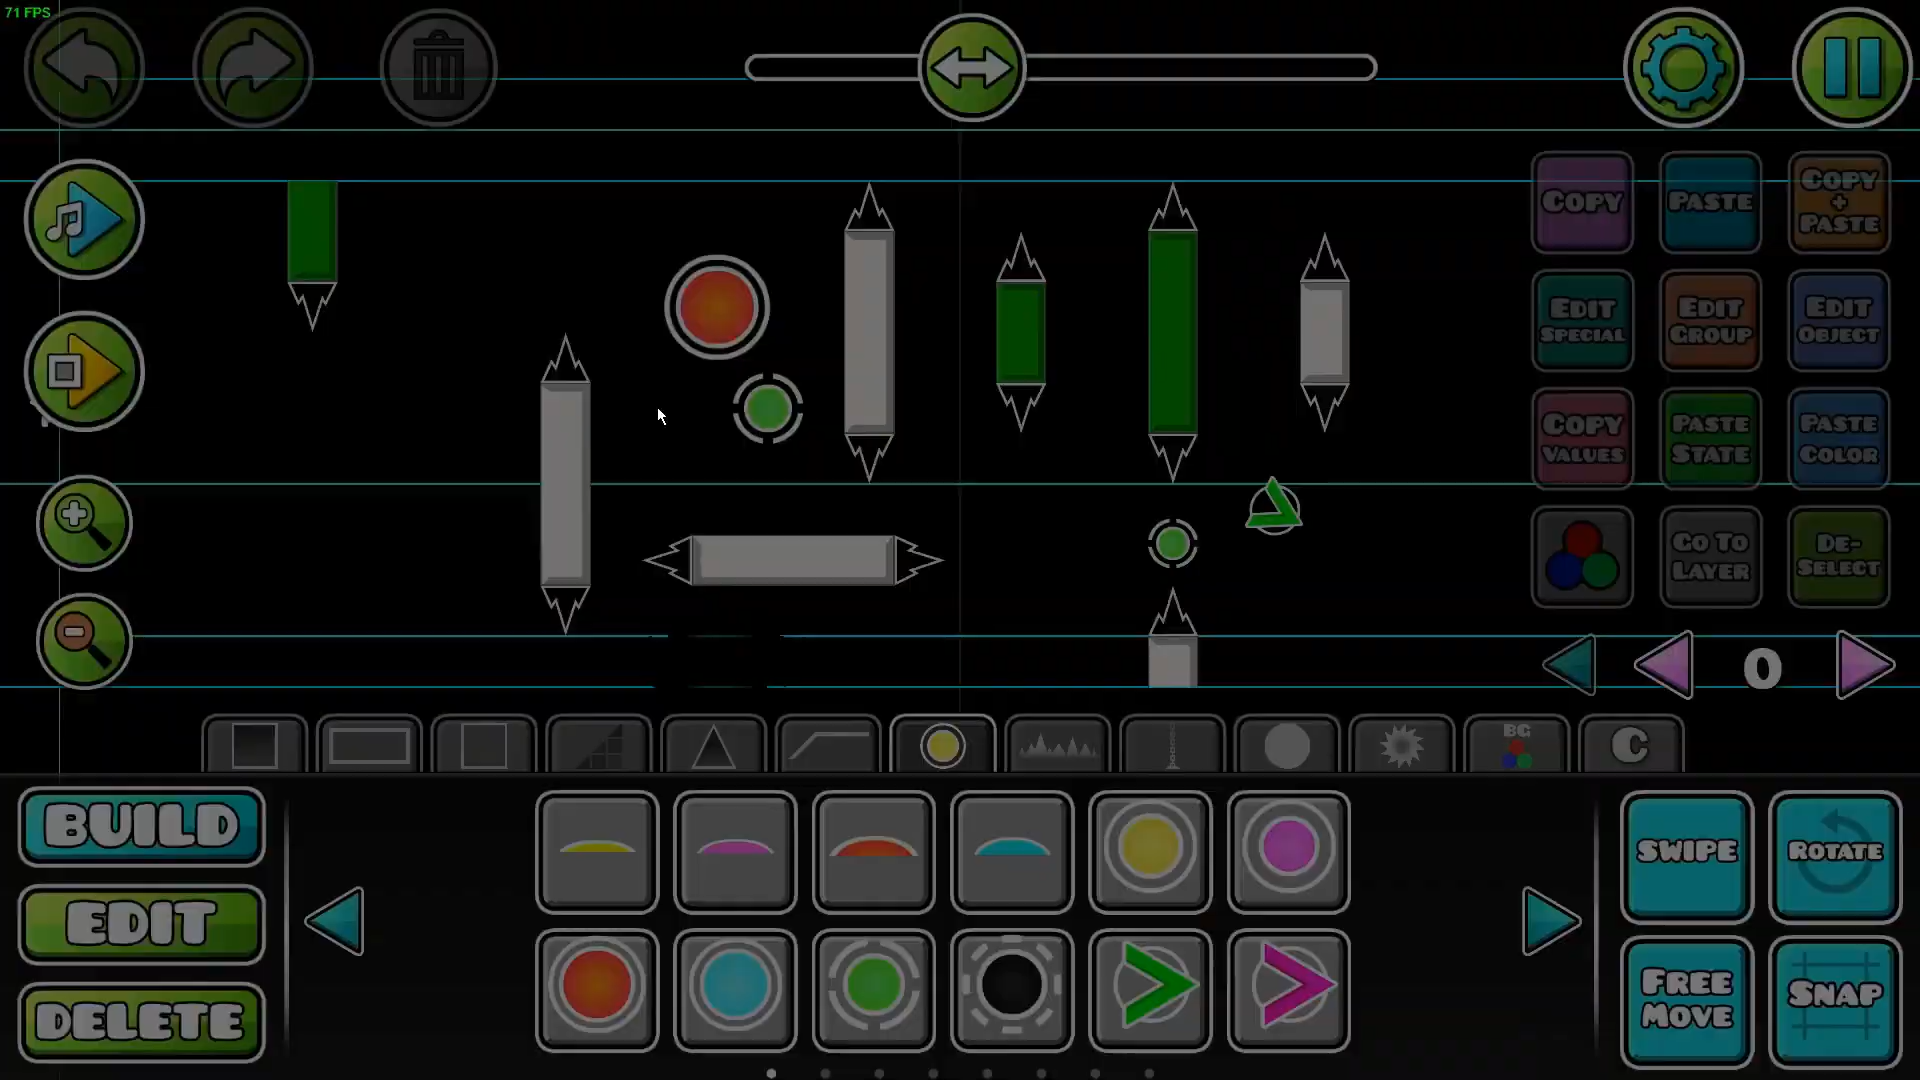 71 FPS
COPY
PASTE
COPY
+
PASTE
EDIT
SPECIAL
EDIT
GROUP
EDIT
OBJECT
COPY
VALUES
PASTE
STATE
PASTE
COLOR
GO TO
LAYER
DE-
SELECT
0
BG
C
BUILD
EDIT
DELETE
SWIPE
ROTATE
FREE
MOVE
SNAP